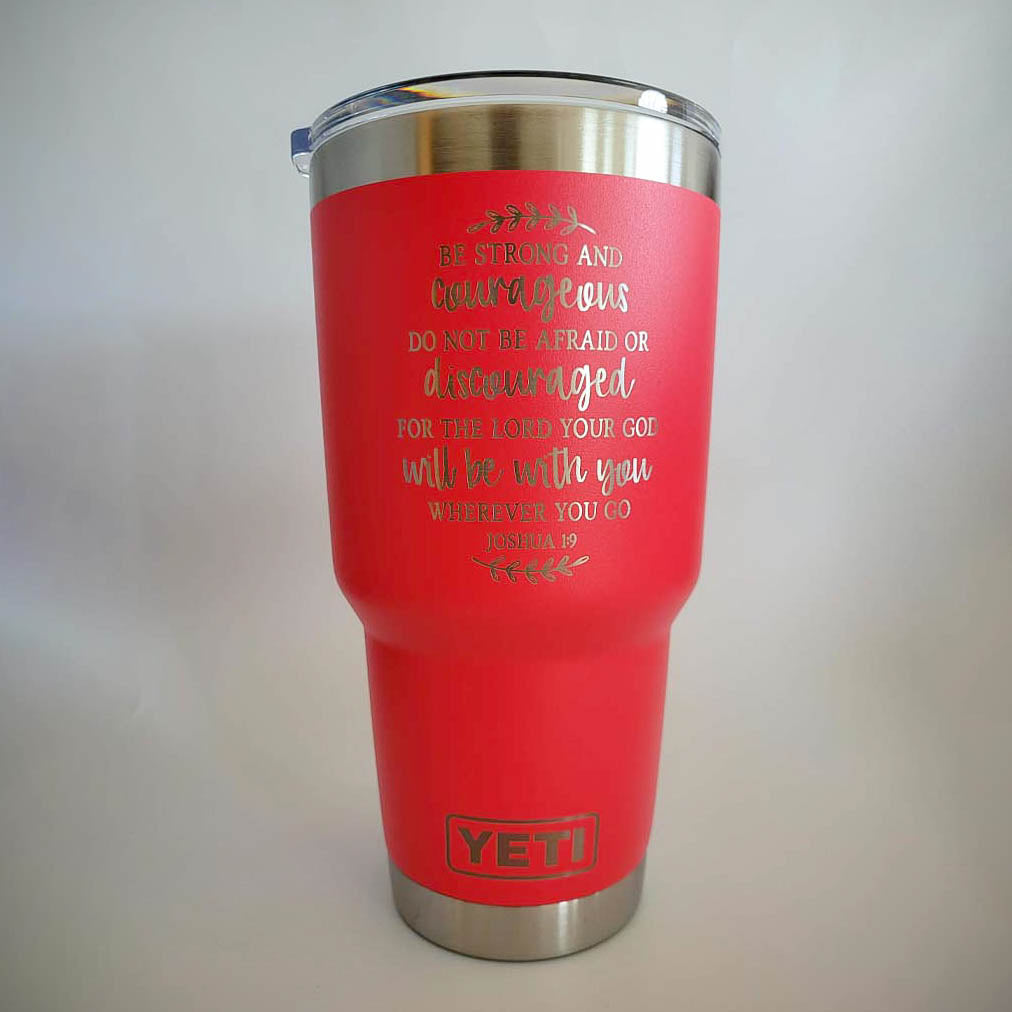 BE STRONG AND
courageous
DO NOT BE AFRAID OR
discouraged
FOR THE LORD YOUR GOD
will be with you
WHEREVER YOU GO
JOSHUA 1:9
YETI